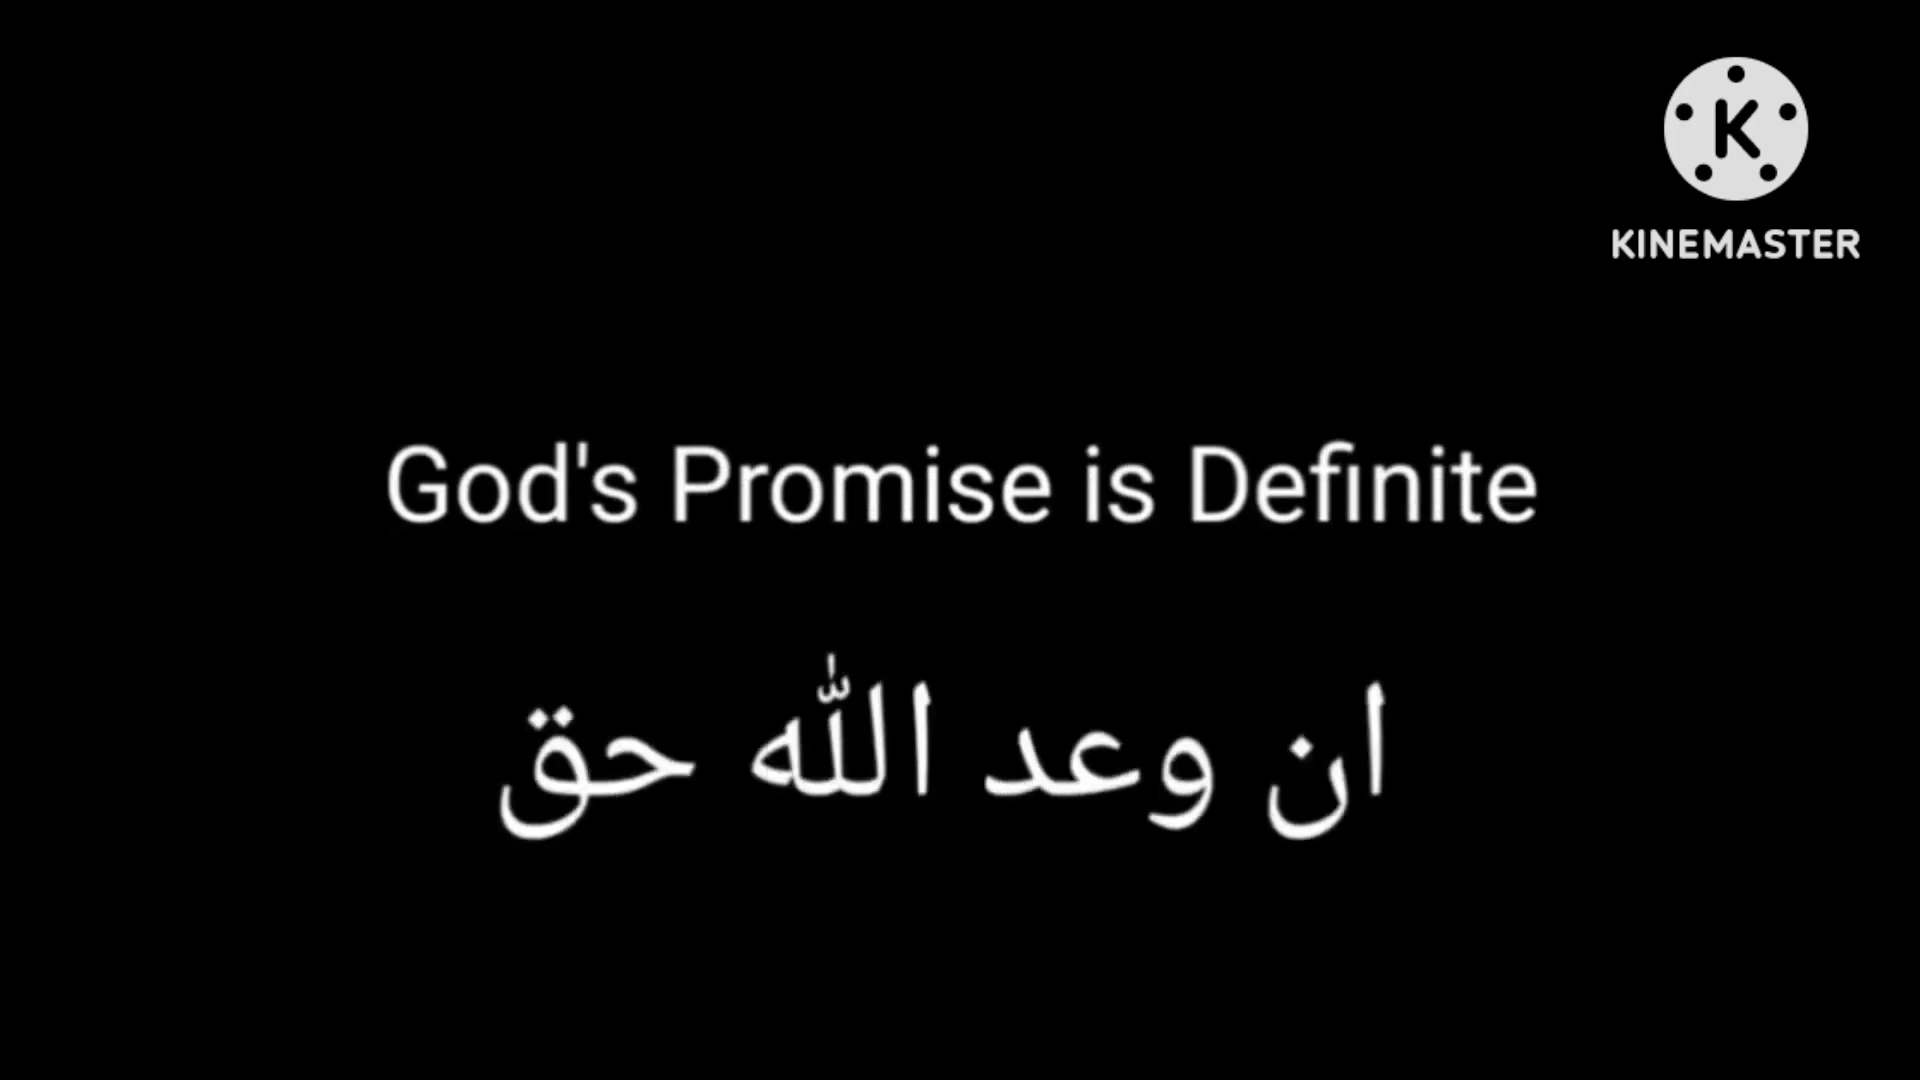 K
KINEMASTER
God's Promise is Definite
ان وعد الله حق